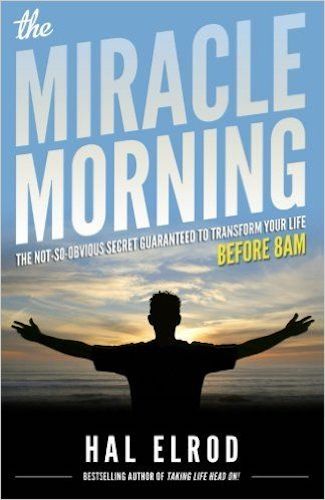 the
MIRACLE
MORNING
THE NOT-SO-OBVIOUS SECRET GUARANTEED TO TRANSFORM YOUR LIFE
BEFORE 8AM
HAL ELROD
BESTSELLING AUTHOR OF TAKING LIFE HEAD ON!